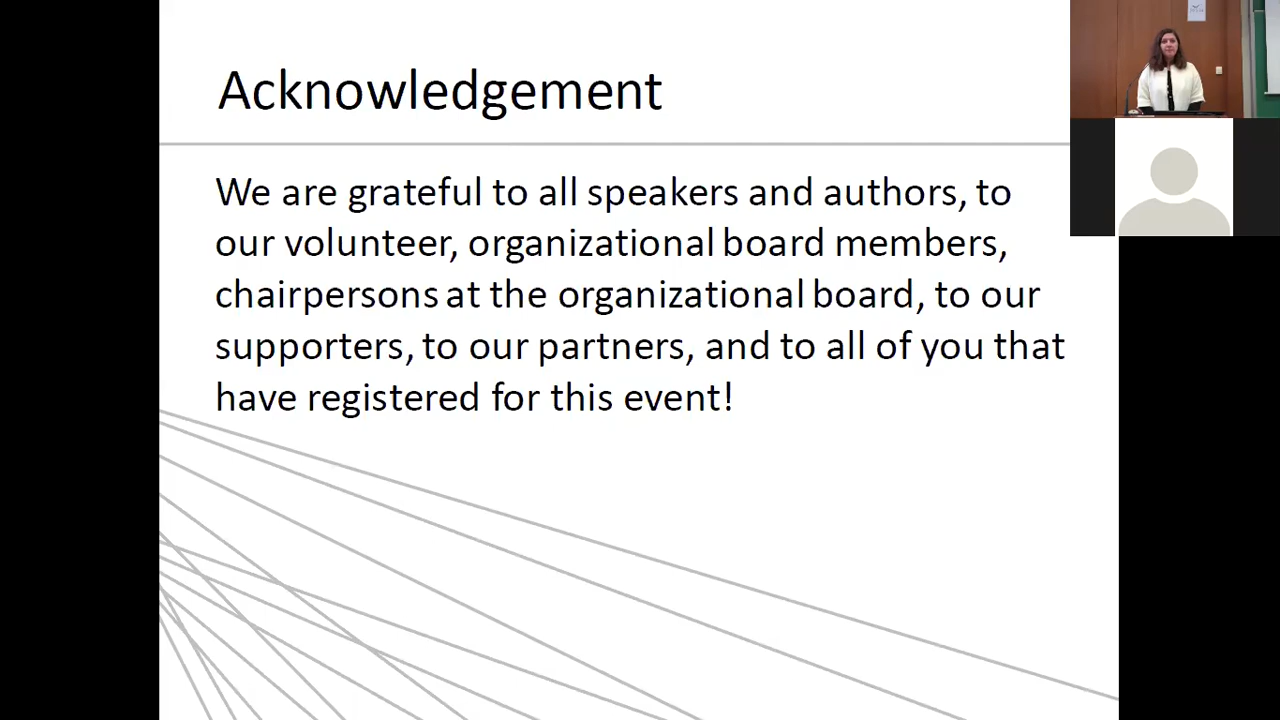 Acknowledgement
We are grateful to all speakers and authors, to
our volunteer, organizational board members,
chairpersons at the organizational board, to our
supporters, to our partners, and to all of you that
have registered for this event!